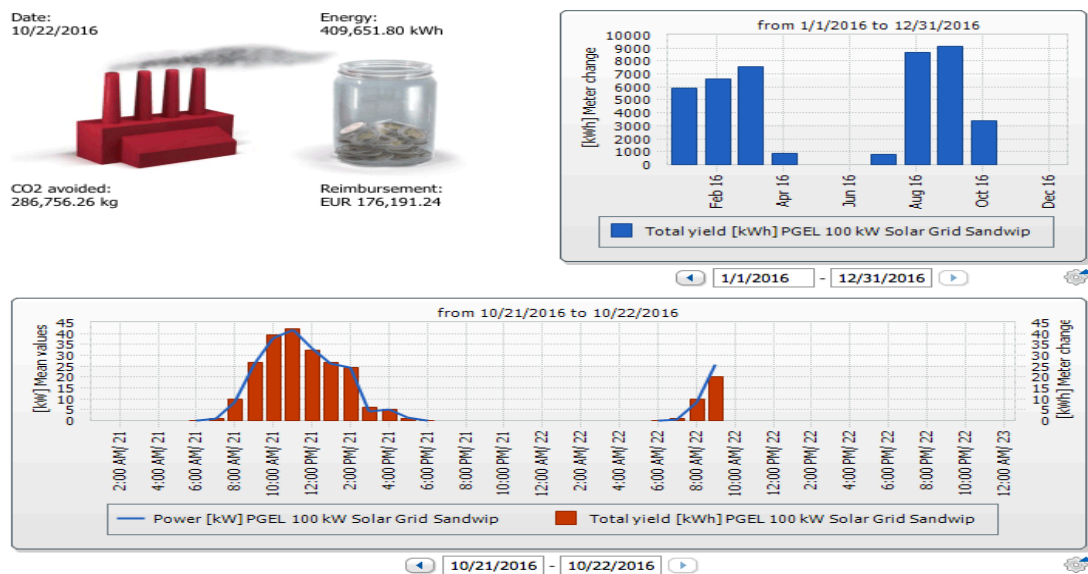 Date:
10/22/2016
Energy:
409,651.80 kWh
CO2 avoided:
286,756.26 kg
Reimbursement:
EUR 176,191.24
from 1/1/2016 to 12/31/2016
[kWh] Meter change
10000
9000
8000
7000
6000
5000
4000
3000
2000
1000
0
Feb 16
Apr 16
Jun 16
Aug 16
Oct 16
Dec 16
Total yield [kWh] PGEL 100 kW Solar Grid Sandwip
1/1/2016 - 12/31/2016
from 10/21/2016 to 10/22/2016
[kW] Mean values
45
40
35
30
25
20
15
10
5
0
[kWh] Meter change
45
40
35
30
25
20
15
10
5
0
2:00 AM/ 21
4:00 AM/ 21
6:00 AM/ 21
8:00 AM/ 21
10:00 AM/ 21
12:00 PM/ 21
2:00 PM/ 21
4:00 PM/ 21
6:00 PM/ 21
8:00 PM/ 21
10:00 PM/ 21
12:00 AM/ 22
2:00 AM/ 22
4:00 AM/ 22
6:00 AM/ 22
8:00 AM/ 22
10:00 AM/ 22
12:00 PM/ 22
2:00 PM/ 22
4:00 PM/ 22
6:00 PM/ 22
8:00 PM/ 22
10:00 PM/ 22
12:00 AM/ 23
Power [kW] PGEL 100 kW Solar Grid Sandwip
Total yield [kWh] PGEL 100 kW Solar Grid Sandwip
10/21/2016 - 10/22/2016